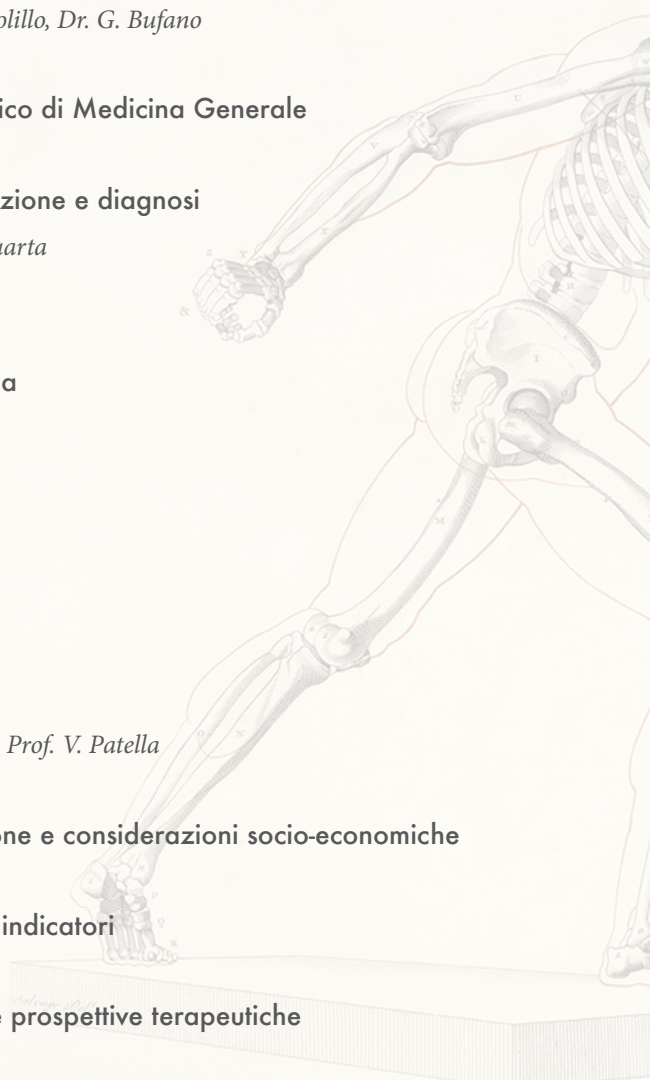 olillo, Dr. G. Bufano
ico di Medicina Generale
zione e diagnosi
uarta
a
Prof. V. Patella
one e considerazioni socio-economiche
indicatori
e prospettive terapeutiche